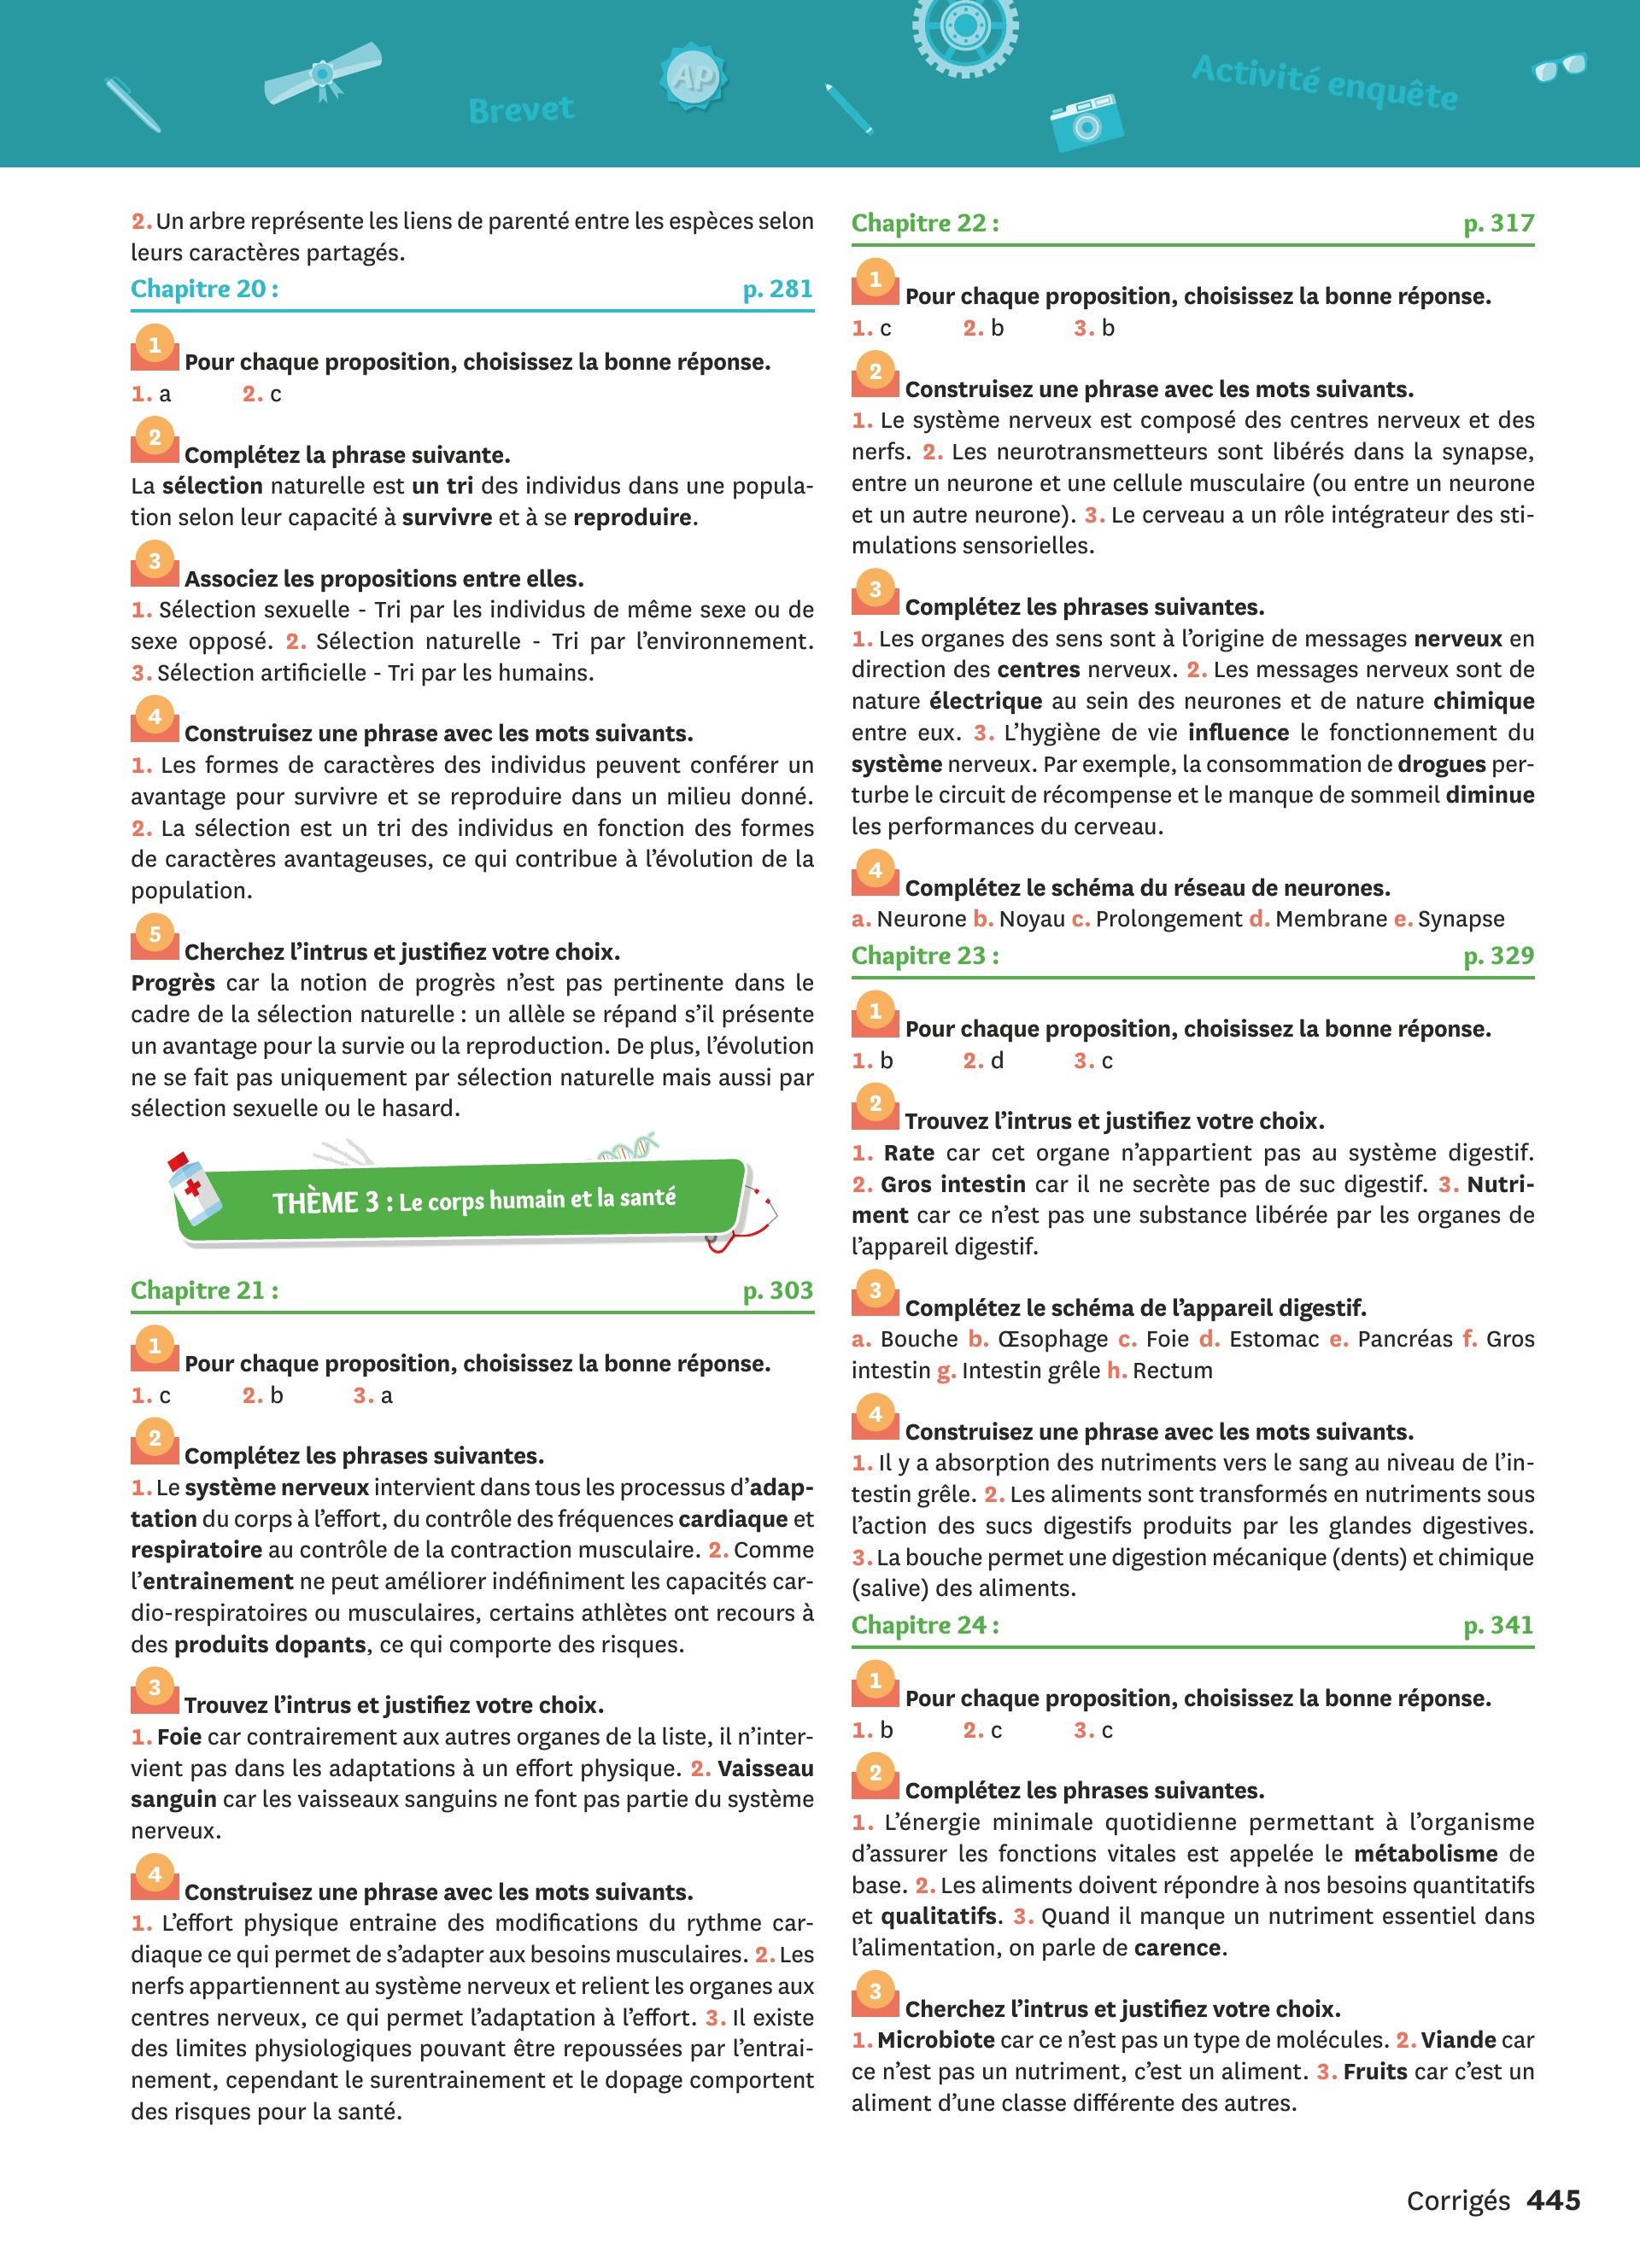 Brevet
AP
Activité enquête
2. Un arbre représente les liens de parenté entre les espèces selon
leurs caractères partagés.
Chapitre 20 : p. 281
1 Pour chaque proposition, choisissez la bonne réponse.
1. a 2. c
2 Complétez la phrase suivante.
La sélection naturelle est un tri des individus dans une popula-
tion selon leur capacité à survivre et à se reproduire.
3 Associez les propositions entre elles.
1. Sélection sexuelle - Tri par les individus de même sexe ou de
sexe opposé. 2. Sélection naturelle - Tri par l’environnement.
3. Sélection artificielle - Tri par les humains.
4 Construisez une phrase avec les mots suivants.
1. Les formes de caractères des individus peuvent conférer un
avantage pour survivre et se reproduire dans un milieu donné.
2. La sélection est un tri des individus en fonction des formes
de caractères avantageuses, ce qui contribue à l’évolution de la
population.
5 Cherchez l’intrus et justifiez votre choix.
Progrès car la notion de progrès n’est pas pertinente dans le
cadre de la sélection naturelle : un allèle se répand s’il présente
un avantage pour la survie ou la reproduction. De plus, l’évolution
ne se fait pas uniquement par sélection naturelle mais aussi par
sélection sexuelle ou le hasard.
THÈME 3 : Le corps humain et la santé
Chapitre 21 : p. 303
1 Pour chaque proposition, choisissez la bonne réponse.
1. c 2. b 3. a
2 Complétez les phrases suivantes.
1. Le système nerveux intervient dans tous les processus d’adap-
tation du corps à l’effort, du contrôle des fréquences cardiaque et
respiratoire au contrôle de la contraction musculaire. 2. Comme
l’entrainement ne peut améliorer indéfiniment les capacités car-
dio-respiratoires ou musculaires, certains athlètes ont recours à
des produits dopants, ce qui comporte des risques.
3 Trouvez l’intrus et justifiez votre choix.
1. Foie car contrairement aux autres organes de la liste, il n’inter-
vient pas dans les adaptations à un effort physique. 2. Vaisseau
sanguin car les vaisseaux sanguins ne font pas partie du système
nerveux.
4 Construisez une phrase avec les mots suivants.
1. L’effort physique entraine des modifications du rythme car-
diaque ce qui permet de s’adapter aux besoins musculaires. 2. Les
nerfs appartiennent au système nerveux et relient les organes aux
centres nerveux, ce qui permet l’adaptation à l’effort. 3. Il existe
des limites physiologiques pouvant être repoussées par l’entrai-
nement, cependant le surentrainement et le dopage comportent
des risques pour la santé.
Chapitre 22 : p. 317
1 Pour chaque proposition, choisissez la bonne réponse.
1. c 2. b 3. b
2 Construisez une phrase avec les mots suivants.
1. Le système nerveux est composé des centres nerveux et des
nerfs. 2. Les neurotransmetteurs sont libérés dans la synapse,
entre un neurone et une cellule musculaire (ou entre un neurone
et un autre neurone). 3. Le cerveau a un rôle intégrateur des sti-
mulations sensorielles.
3 Complétez les phrases suivantes.
1. Les organes des sens sont à l’origine de messages nerveux en
direction des centres nerveux. 2. Les messages nerveux sont de
nature électrique au sein des neurones et de nature chimique
entre eux. 3. L’hygiène de vie influence le fonctionnement du
système nerveux. Par exemple, la consommation de drogues per-
turbe le circuit de récompense et le manque de sommeil diminue
les performances du cerveau.
4 Complétez le schéma du réseau de neurones.
a. Neurone b. Noyau c. Prolongement d. Membrane e. Synapse
Chapitre 23 : p. 329
1 Pour chaque proposition, choisissez la bonne réponse.
1. b 2. d 3. c
2 Trouvez l’intrus et justifiez votre choix.
1. Rate car cet organe n’appartient pas au système digestif.
2. Gros intestin car il ne secrète pas de suc digestif. 3. Nutri-
ment car ce n’est pas une substance libérée par les organes de
l’appareil digestif.
3 Complétez le schéma de l’appareil digestif.
a. Bouche b. Œsophage c. Foie d. Estomac e. Pancréas f. Gros
intestin g. Intestin grêle h. Rectum
4 Construisez une phrase avec les mots suivants.
1. Il y a absorption des nutriments vers le sang au niveau de l’in-
testin grêle. 2. Les aliments sont transformés en nutriments sous
l’action des sucs digestifs produits par les glandes digestives.
3. La bouche permet une digestion mécanique (dents) et chimique
(salive) des aliments.
Chapitre 24 : p. 341
1 Pour chaque proposition, choisissez la bonne réponse.
1. b 2. c 3. c
2 Complétez les phrases suivantes.
1. L’énergie minimale quotidienne permettant à l’organisme
d’assurer les fonctions vitales est appelée le métabolisme de
base. 2. Les aliments doivent répondre à nos besoins quantitatifs
et qualitatifs. 3. Quand il manque un nutriment essentiel dans
l’alimentation, on parle de carence.
3 Cherchez l’intrus et justifiez votre choix.
1. Microbiote car ce n’est pas un type de molécules. 2. Viande car
ce n’est pas un nutriment, c’est un aliment. 3. Fruits car c’est un
aliment d’une classe différente des autres.
Corrigés 445